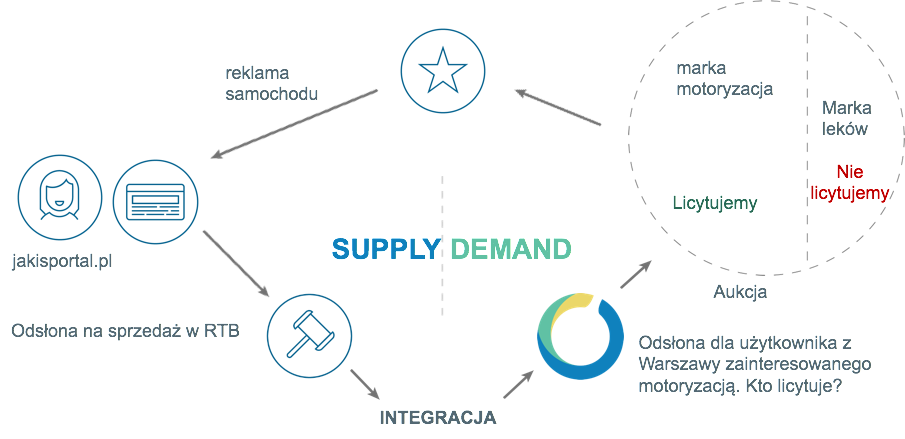 reklama
samochodu
marka
motoryzacja
Marka
leków
Nie
licytujemy
Licytujemy
jakisportal.pl
SUPPLY DEMAND
Aukcja
Odsłona na sprzedaż w RTB
Odsłona dla użytkownika z
Warszawy zainteresowanego
motoryzacją. Kto licytuje?
INTEGRACJA